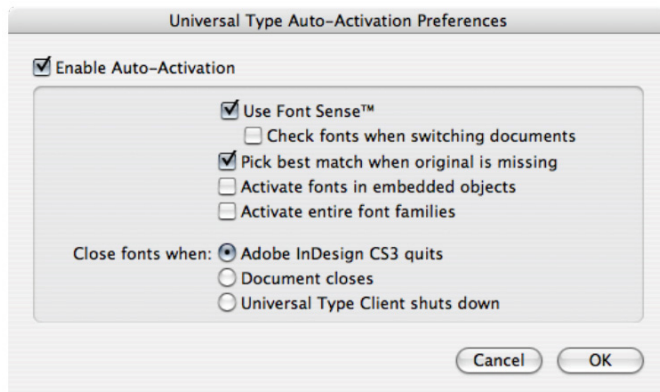 Universal Type Auto-Activation Preferences
Enable Auto-Activation
Use Font Sense™
Check fonts when switching documents
Pick best match when original is missing
Activate fonts in embedded objects
Activate entire font families
Close fonts when: Adobe InDesign CS3 quits
Document closes
Universal Type Client shuts down
Cancel OK